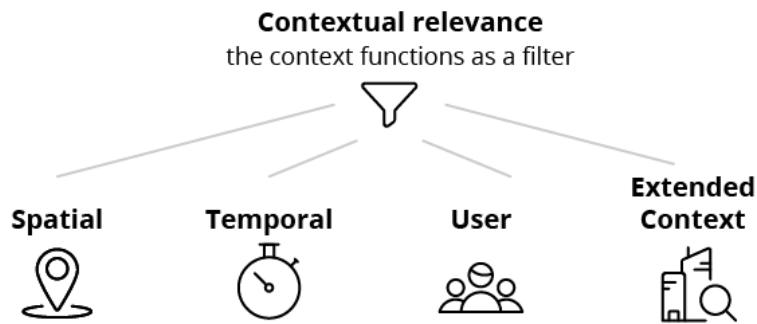 Contextual relevance
the context functions as a filter
Spatial
Temporal
User
Extended
Context